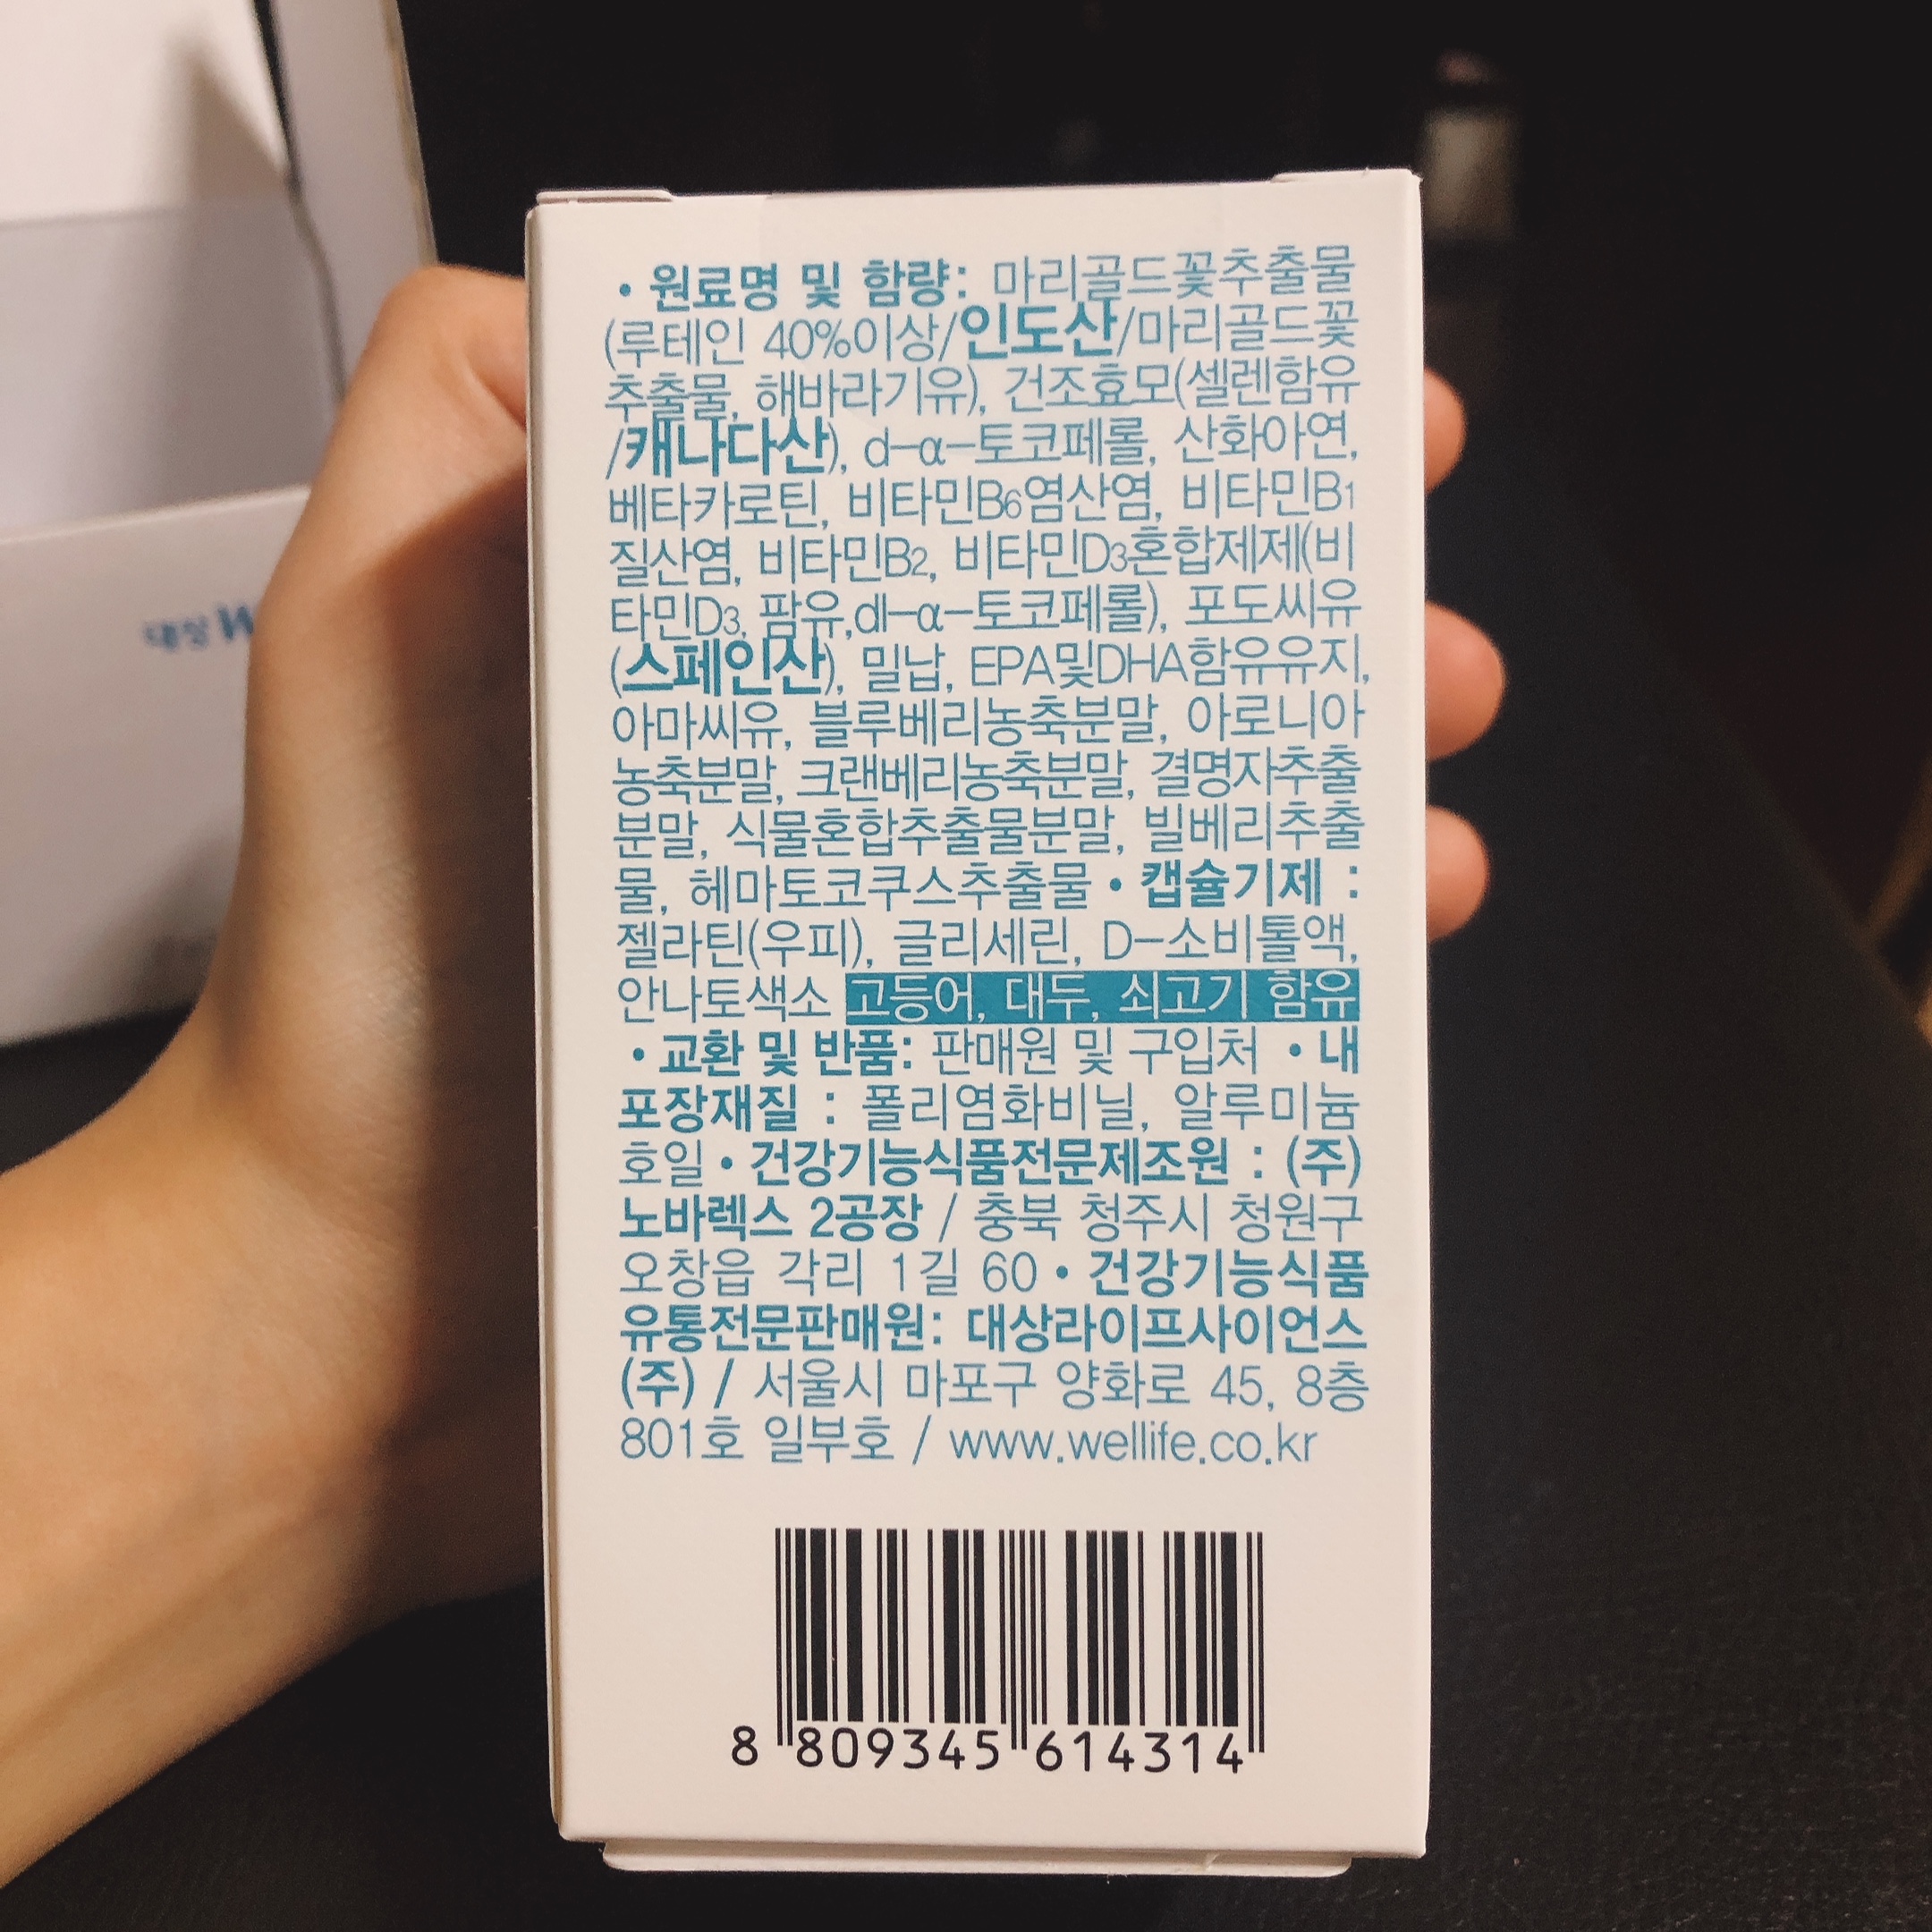 • 원료명 및 함량: 마리골드꽃추출물
(루테인 40%이상/인도산/마리골드꽃
추출물, 해바라기유), 건조효모(셀렌함유
/캐나다산), d-α-토코페롤, 산화아연,
베타카로틴, 비타민B6염산염, 비타민B1
질산염, 비타민B2, 비타민D3혼합제제(비
타민D3, 팜유,dl-α-토코페롤), 포도씨유
(스페인산), 밀납, EPA및DHA함유유지,
아마씨유, 블루베리농축분말, 아로니아
농축분말, 크랜베리농축분말, 결명자추출
분말, 식물혼합추출물분말, 빌베리추출
물, 헤마토코쿠스추출물 • 캡슐기제 :
젤라틴(우피), 글리세린, D-소비톨액,
안나토색소 고등어, 대두, 쇠고기 함유
• 교환 및 반품: 판매원 및 구입처 • 내
포장재질 : 폴리염화비닐, 알루미늄
호일 • 건강기능식품전문제조원 : (주)
노바렉스 2공장 / 충북 청주시 청원구
오창읍 각리 1길 60 • 건강기능식품
유통전문판매원: 대상라이프사이언스
(주) / 서울시 마포구 양화로 45, 8층
801호 일부호 / www.wellife.co.kr
8 809345 614314
대상 W